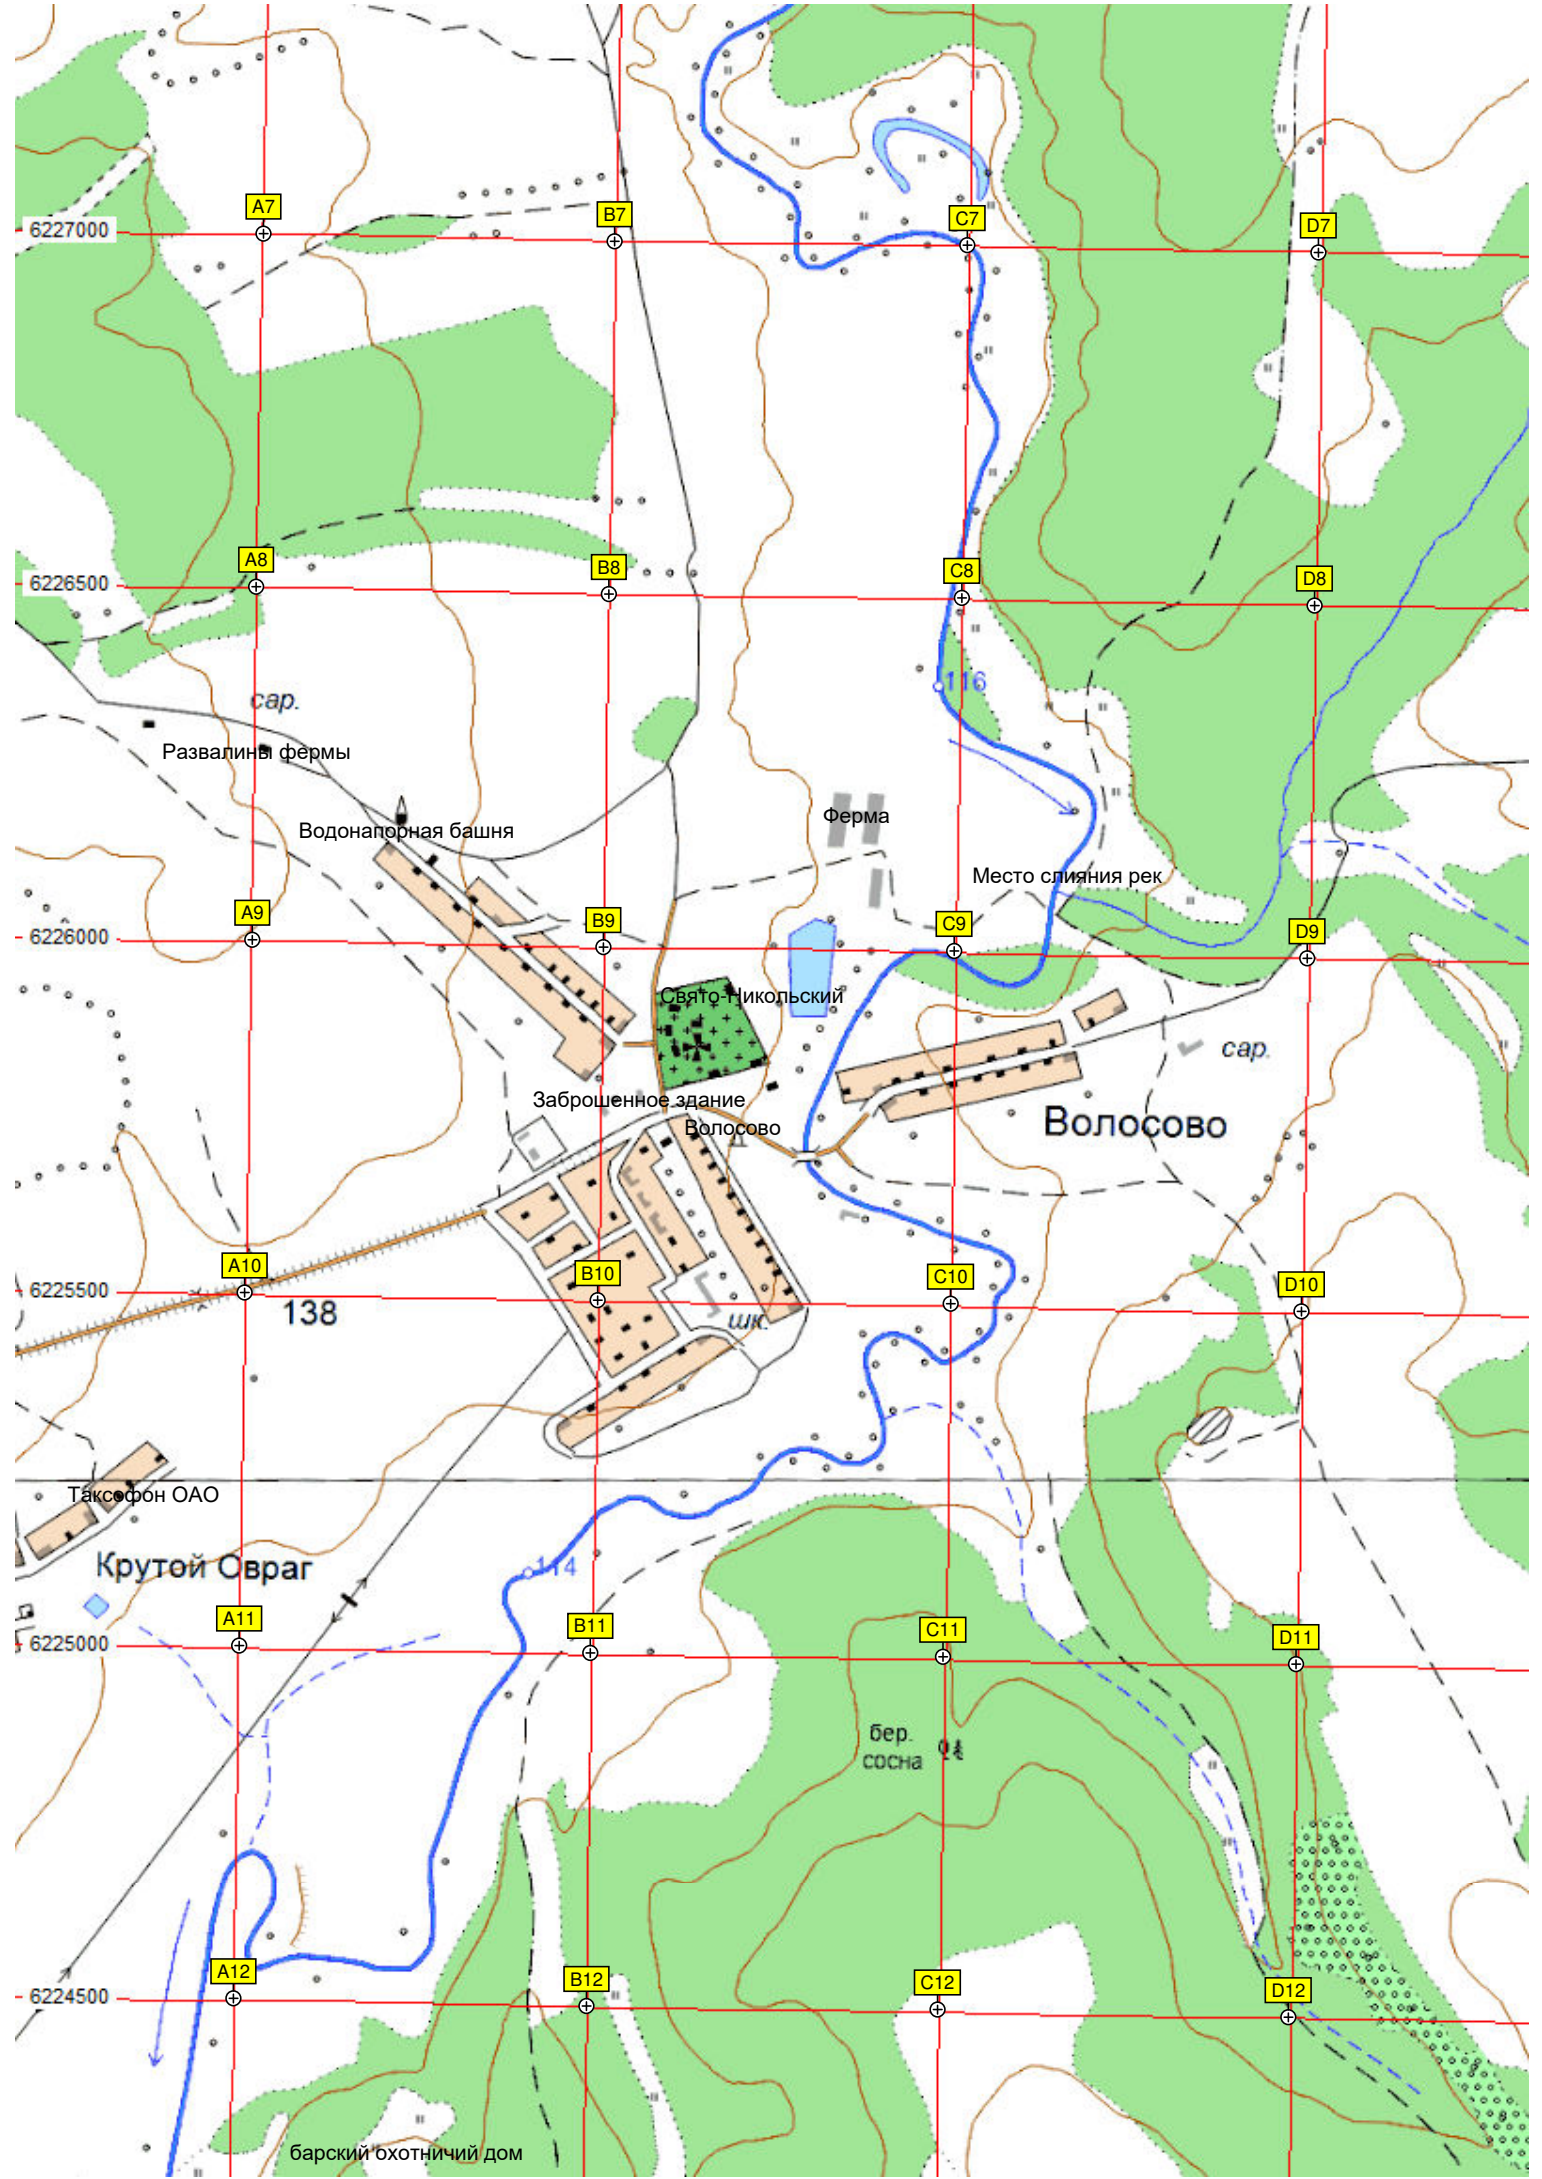 A7
B7
C7
D7
6227000
A8
B8
C8
D8
6226500
116
сар.
Развалины фермы
Водонапорная башня
Ферма
Место слияния рек
A9
B9
C9
D9
6226000
Свято-Никольский
сар.
Заброшенное здание
Волосово
Волосово
A10
B10
C10
D10
6225500
138
шк.
Таксофон ОАО
Крутой Овраг
114
A11
B11
C11
D11
6225000
бер.
сосна
A12
B12
C12
D12
6224500
барский охотничий дом